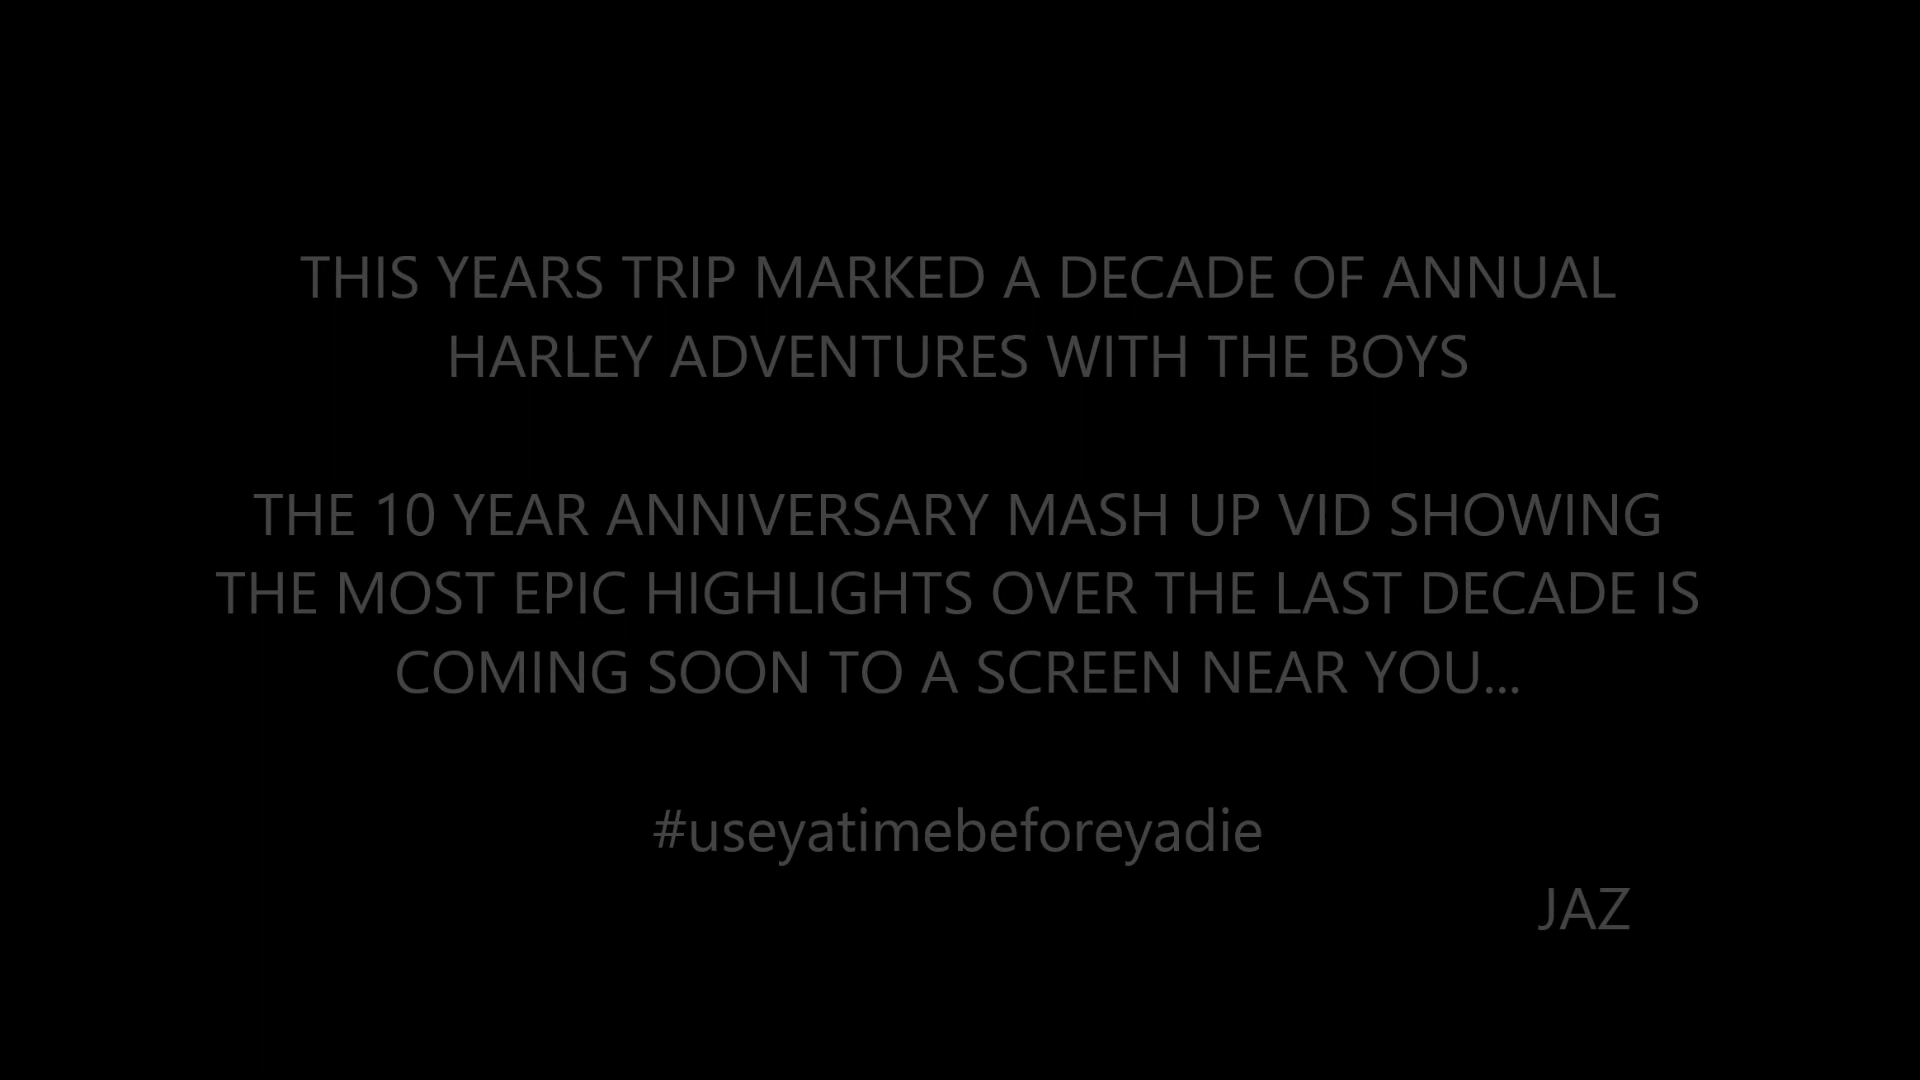 THIS YEARS TRIP MARKED A DECADE OF ANNUAL
HARLEY ADVENTURES WITH THE BOYS
THE 10 YEAR ANNIVERSARY MASH UP VID SHOWING
THE MOST EPIC HIGHLIGHTS OVER THE LAST DECADE IS
COMING SOON TO A SCREEN NEAR YOU...
#useyatimebeforeyadie
JAZ